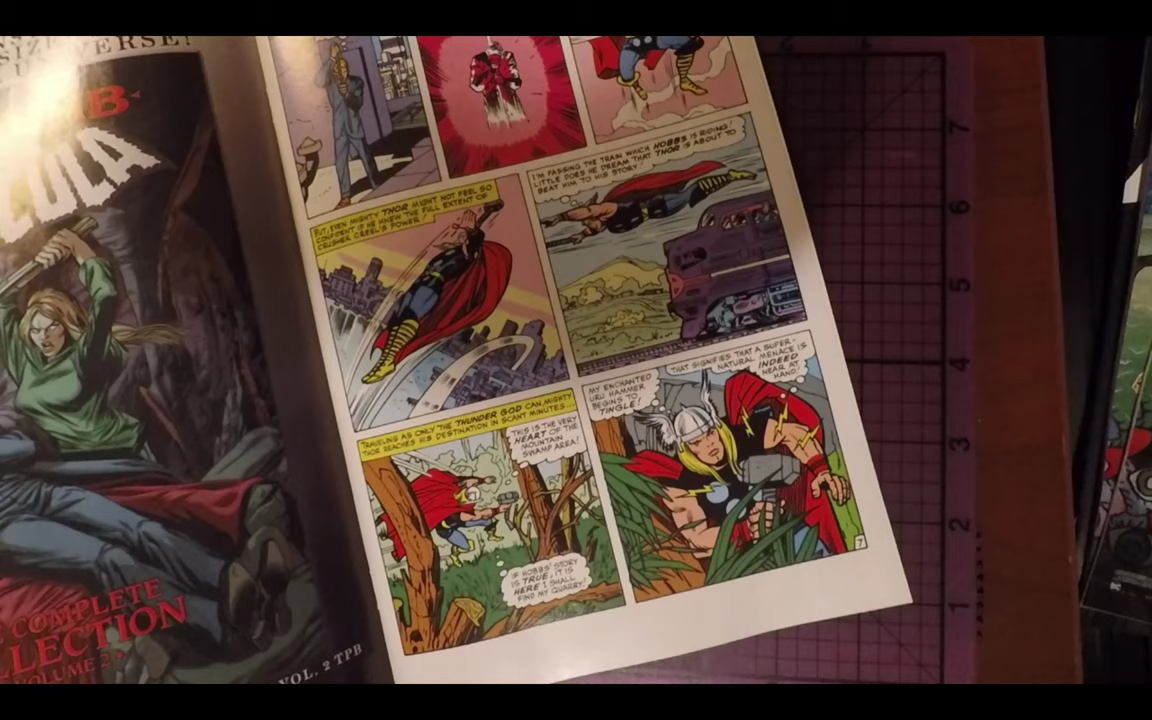 SIZE
VERSE!
ULA
COMPLETE
LLECTION
VOLUME 2
VOL. 2 TPB
BUT, EVEN MIGHTY THOR MIGHT NOT FEEL SO
CONFIDENT IF HE KNEW THE FULL EXTENT OF
CRUSHER CREEL'S POWER!
I'M PASSING THE TRAIN WHICH HOBBS IS RIDING!
LITTLE DOES HE DREAM THAT THOR IS ABOUT TO
BEAT HIM TO HIS STORY!
TRAVELING AS ONLY THE THUNDER GOD CAN, MIGHTY
THOR REACHES HIS DESTINATION IN SCANT MINUTES...
THIS IS THE VERY
HEART OF THE
MOUNTAIN
SWAMP AREA!
IF HOBBS' STORY
IS TRUE, IT IS
HERE I SHALL
FIND MY QUARRY!
MY ENCHANTED
URU HAMMER
BEGINS TO
TINGLE!
THAT SIGNIFIES THAT A SUPER-
NATURAL MENACE IS
INDEED
NEAR AT
HAND!
7
7
6
5
4
3
2
1